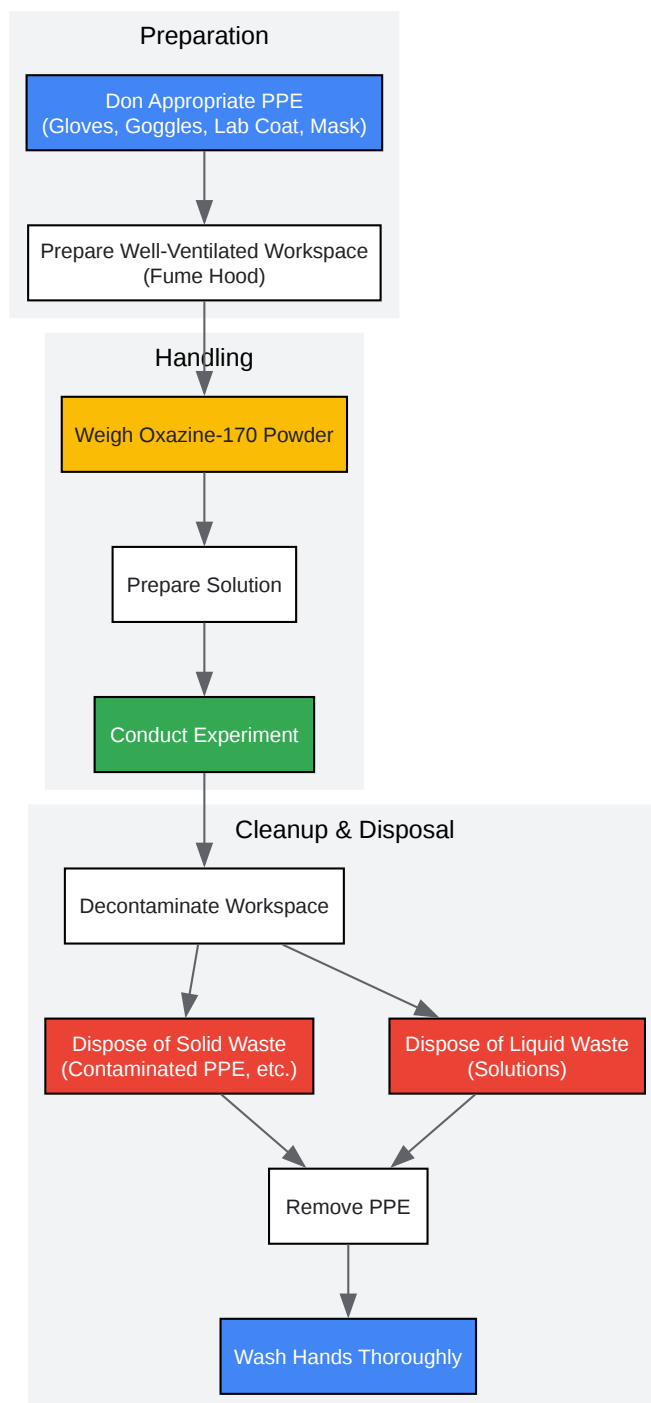 Preparation
Don Appropriate PPE
(Gloves, Goggles, Lab Coat, Mask)
Prepare Well-Ventilated Workspace
(Fume Hood)
Handling
Weigh Oxazine-170 Powder
Prepare Solution
Conduct Experiment
Cleanup & Disposal
Decontaminate Workspace
Dispose of Solid Waste
(Contaminated PPE, etc.)
Dispose of Liquid Waste
(Solutions)
Remove PPE
Wash Hands Thoroughly